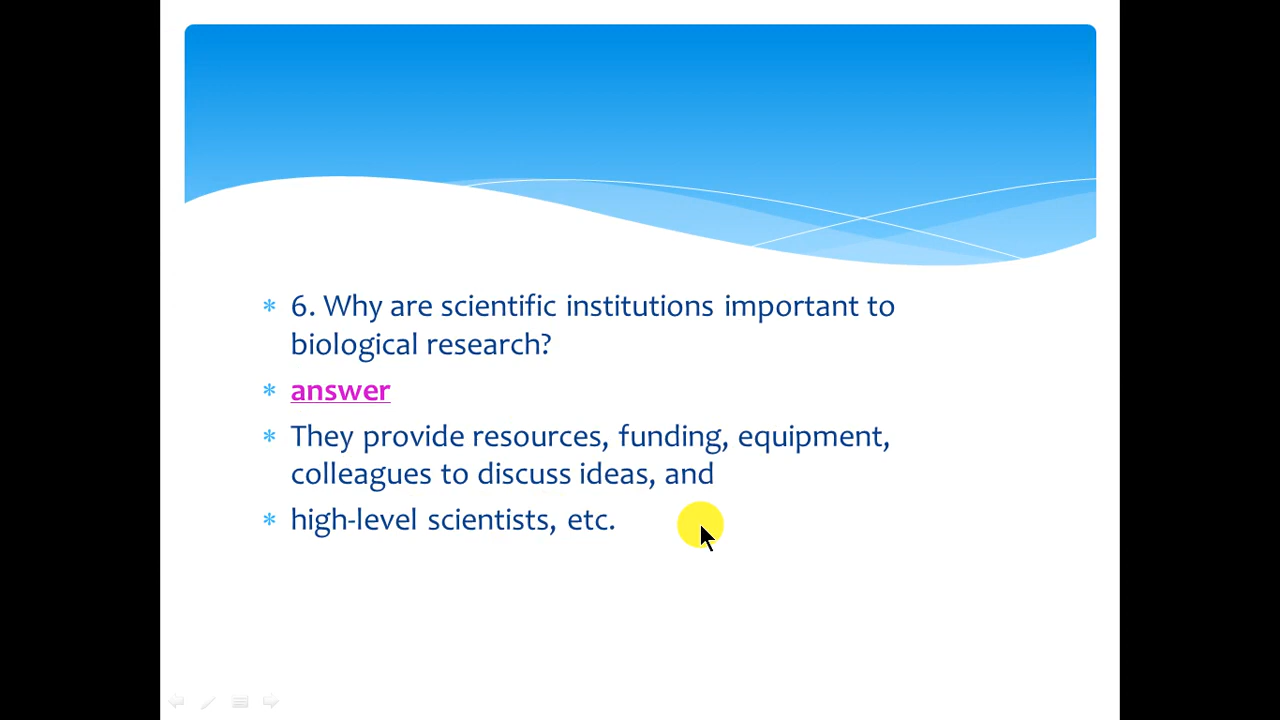 * 6. Why are scientific institutions important to
biological research?
* answer
* They provide resources, funding, equipment,
colleagues to discuss ideas, and
* high-level scientists, etc.